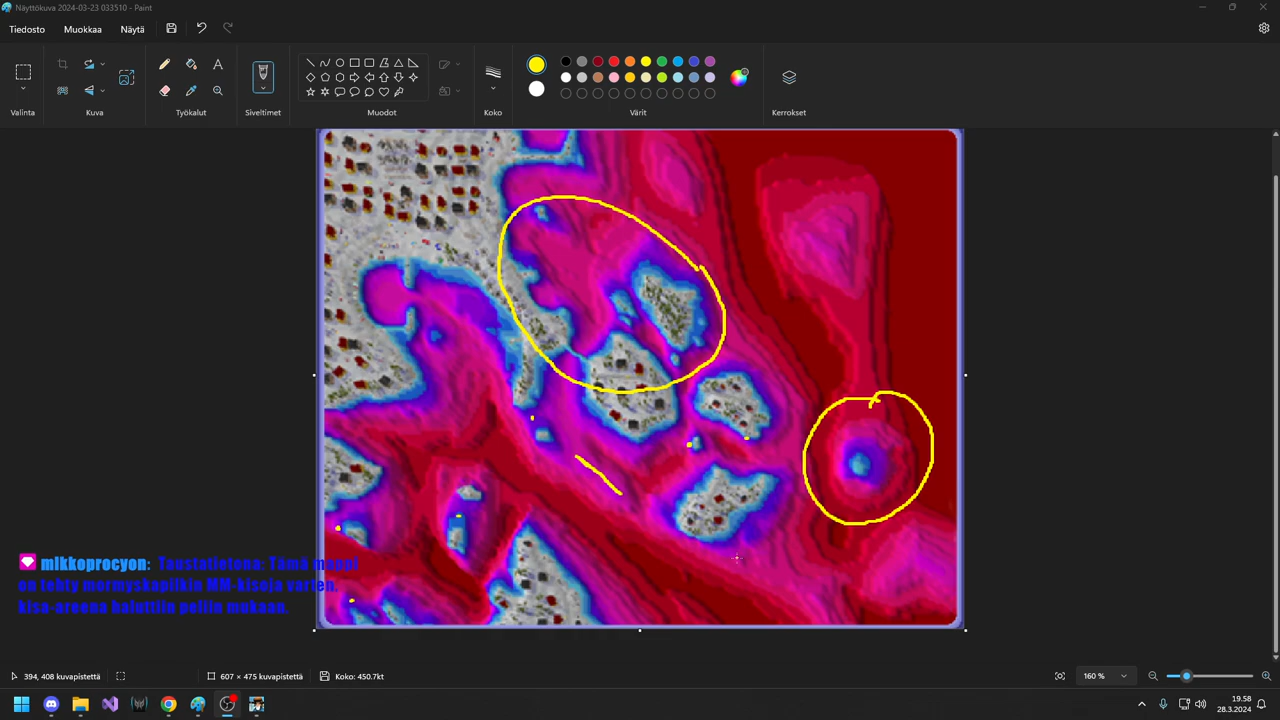 Näyttökuva 2024-03-23 033510 - Paint
Tiedosto Muokkaa Näytä
Valinta Kuva Työkalut Siveltimet Muodot Koko Värit Kerrokset
mikkoprocyon: Taustatietona: Tämä mappi
on tehty mormyskapilkin MM-kisoja varten.
kisa-areena haluttiin peliin mukaan.
394, 408 kuvapistettä 607 × 475 kuvapistettä Koko: 450.7kt 160 %
19.58
28.3.2024